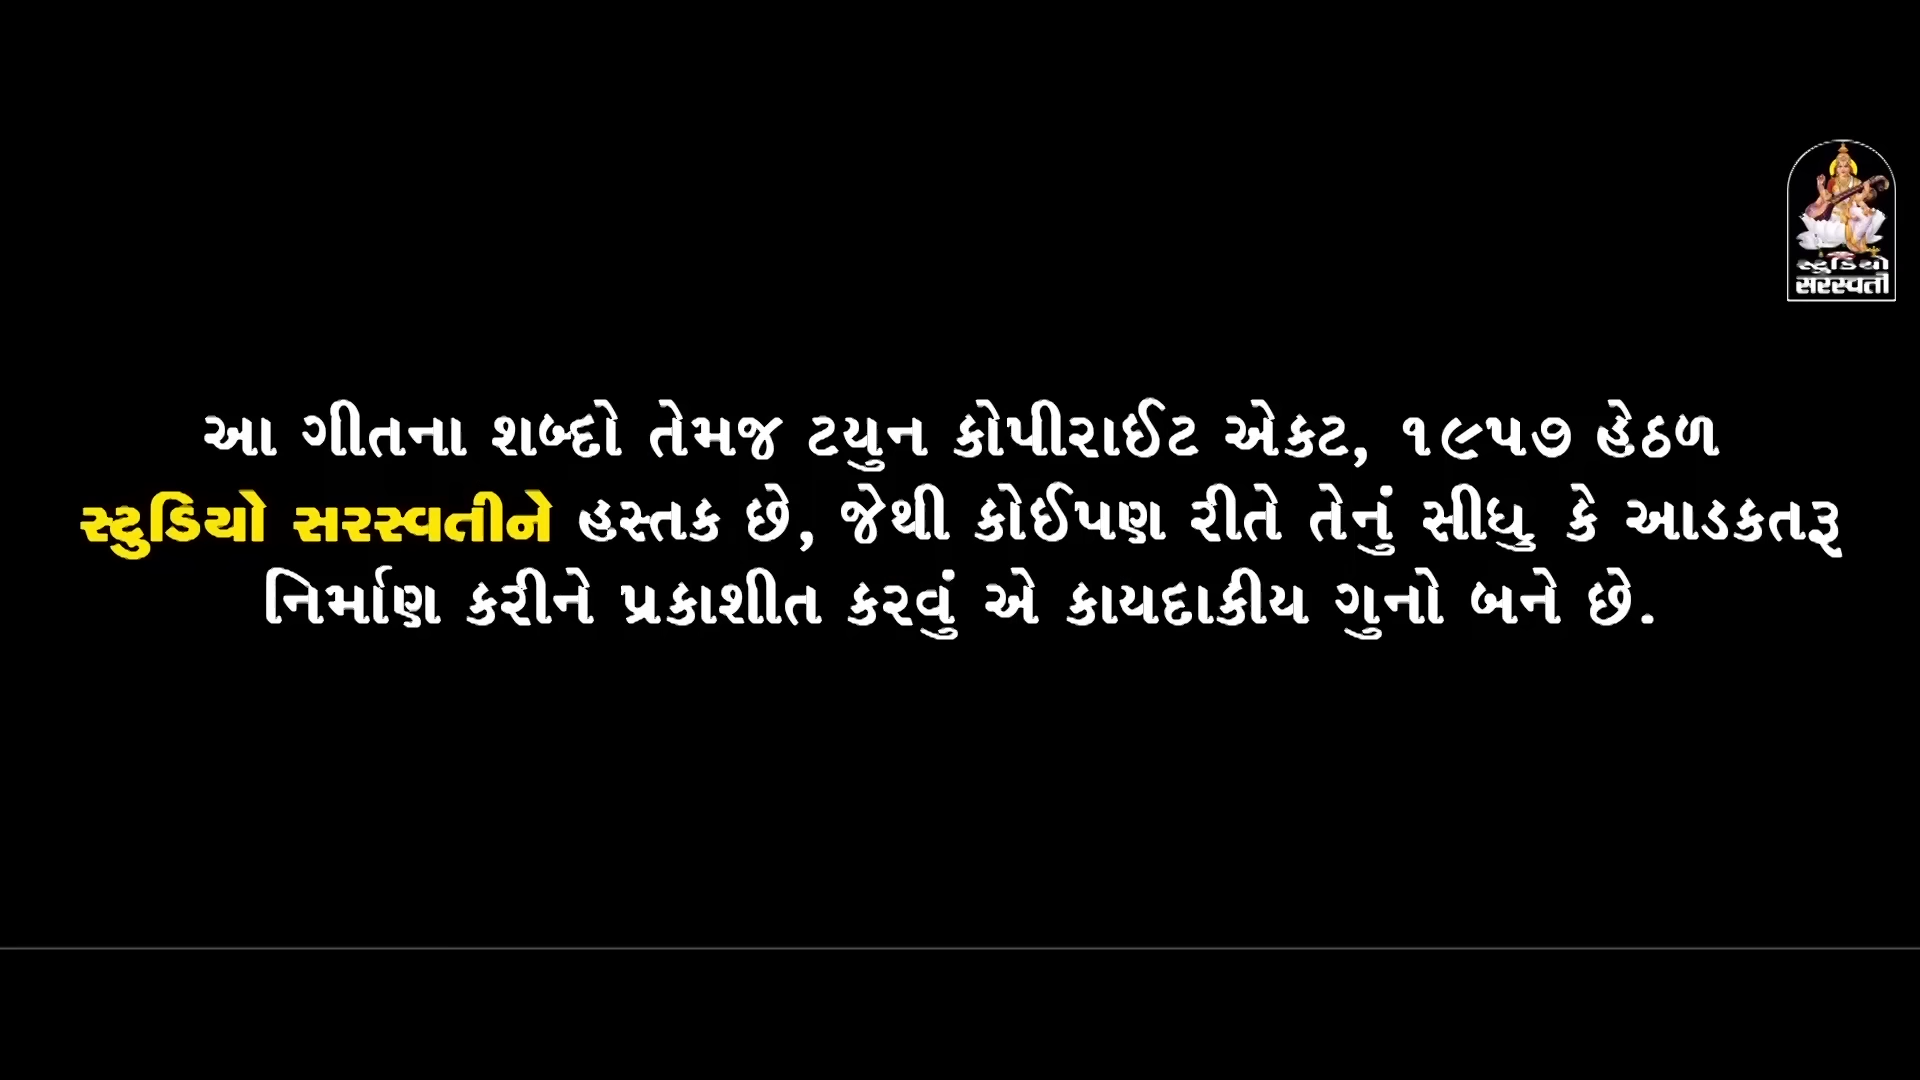 સ્ટુડિયો
સરસ્વતી
આ ગીતના શબ્દો તેમજ ટયુન કોપીરાઈટ એકટ, ૧૯૫૭ હેઠળ
સ્ટુડિયો સરસ્વતીને હસ્તક છે, જેથી કોઈપણ રીતે તેનું સીધુ કે આડકતરૂ
નિર્માણ કરીને પ્રકાશીત કરવું એ કાયદાકીય ગુનો બને છે.